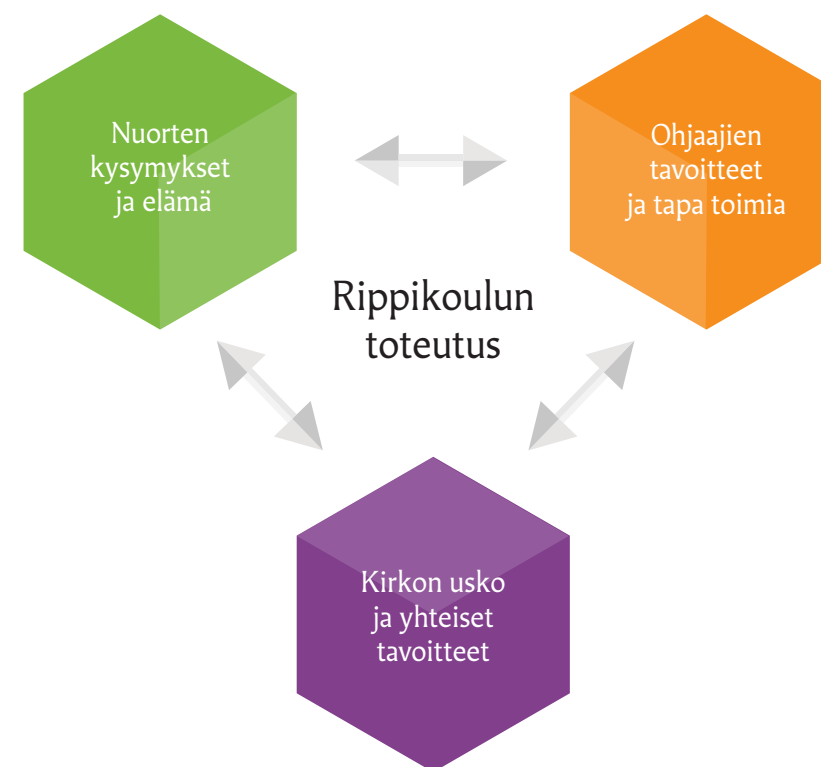 Nuorten
kysymykset
ja elämä
Ohjaajien
tavoitteet
ja tapa toimia
Rippikoulun
toteutus
Kirkon usko
ja yhteiset
tavoitteet